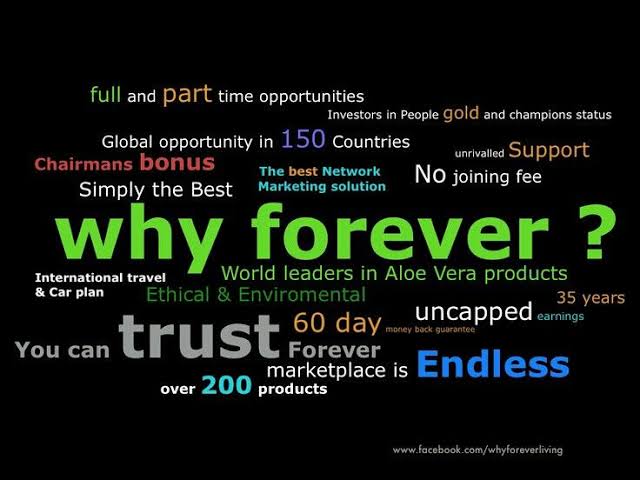 full and part time opportunities
Investors in People gold and champions status
Global opportunity in 150 Countries
unrivalled Support
Chairmans bonus
The best Network
Marketing solution
No joining fee
Simply the Best
why forever ?
World leaders in Aloe Vera products
International travel
& Car plan
Ethical & Enviromental
35 years
uncapped earnings
60 day money back guarantee
You can trust Forever
marketplace is Endless
over 200 products
www.facebook.com/whyforeverliving